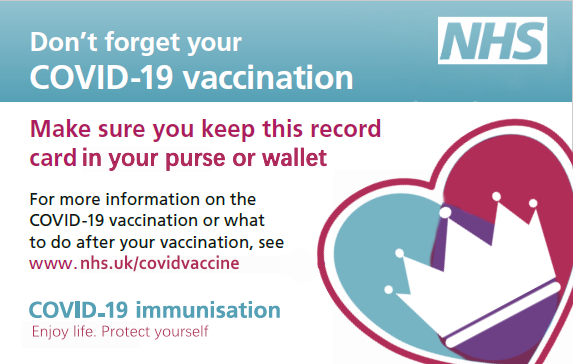 Don't forget your
NHS
COVID-19 vaccination
Make sure you keep this record
card in your purse or wallet
For more information on the
COVID-19 vaccination or what
to do after your vaccination, see
www.nhs.uk/covidvaccine
COVID-19 immunisation
Enjoy life. Protect yourself